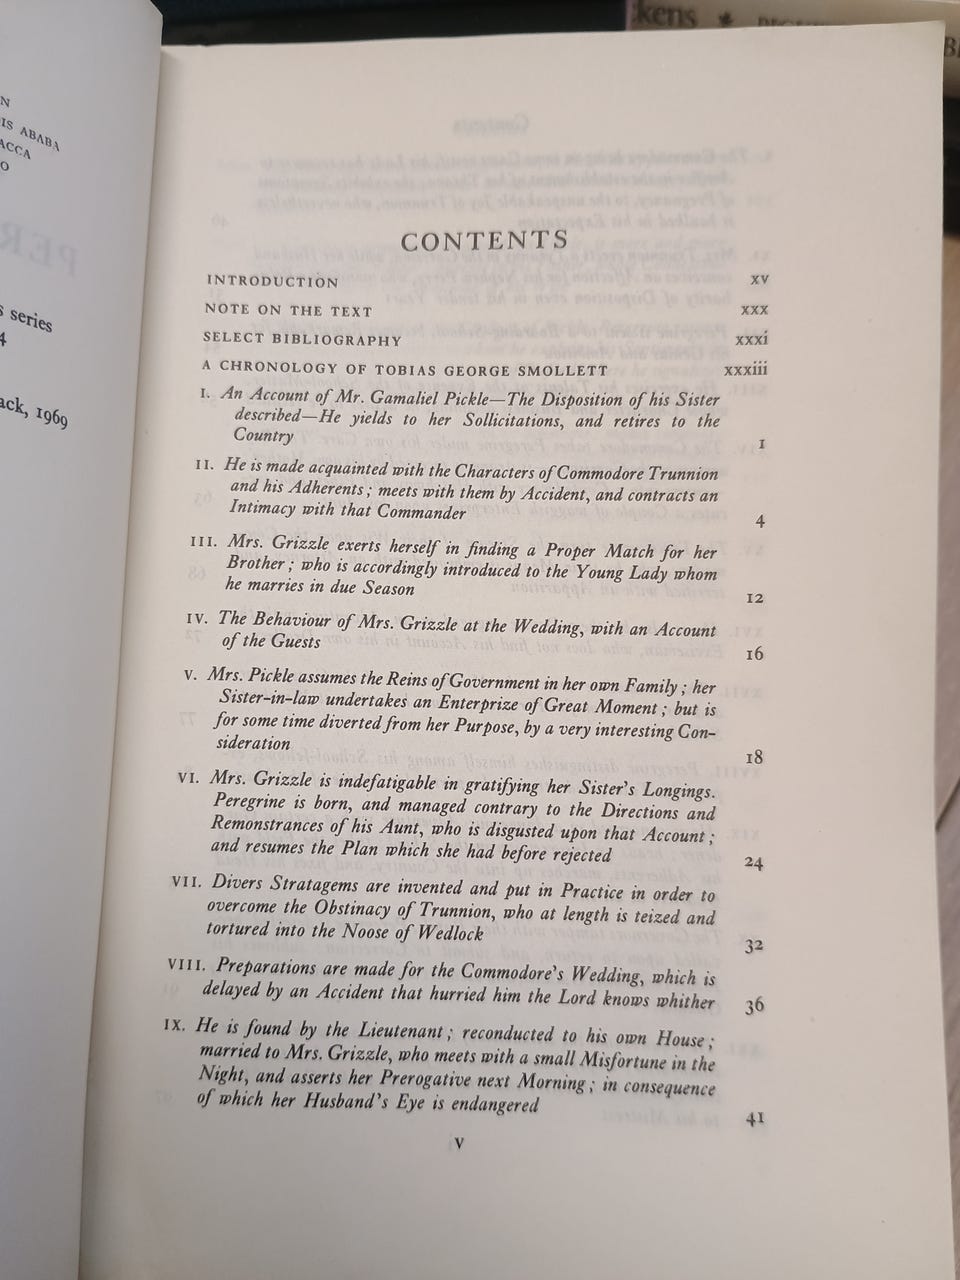 N
IS ABABA
ACCA
O
PER
s series
4
ack, 1969
kens
CONTENTS
INTRODUCTION xv
NOTE ON THE TEXT xxx
SELECT BIBLIOGRAPHY xxxi
A CHRONOLOGY OF TOBIAS GEORGE SMOLLETT xxxiii
I. An Account of Mr. Gamaliel Pickle—The Disposition of his Sister
described—He yields to her Sollicitations, and retires to the
Country 1
II. He is made acquainted with the Characters of Commodore Trunnion
and his Adherents; meets with them by Accident, and contracts an
Intimacy with that Commander 4
III. Mrs. Grizzle exerts herself in finding a Proper Match for her
Brother; who is accordingly introduced to the Young Lady whom
he marries in due Season 12
IV. The Behaviour of Mrs. Grizzle at the Wedding, with an Account
of the Guests 16
V. Mrs. Pickle assumes the Reins of Government in her own Family; her
Sister-in-law undertakes an Enterprize of Great Moment; but is
for some time diverted from her Purpose, by a very interesting Con-
sideration 18
VI. Mrs. Grizzle is indefatigable in gratifying her Sister's Longings.
Peregrine is born, and managed contrary to the Directions and
Remonstrances of his Aunt, who is disgusted upon that Account;
and resumes the Plan which she had before rejected 24
VII. Divers Stratagems are invented and put in Practice in order to
overcome the Obstinacy of Trunnion, who at length is teized and
tortured into the Noose of Wedlock 32
VIII. Preparations are made for the Commodore's Wedding, which is
delayed by an Accident that hurried him the Lord knows whither 36
IX. He is found by the Lieutenant; reconducted to his own House;
married to Mrs. Grizzle, who meets with a small Misfortune in the
Night, and asserts her Prerogative next Morning; in consequence
of which her Husband's Eye is endangered 41
v